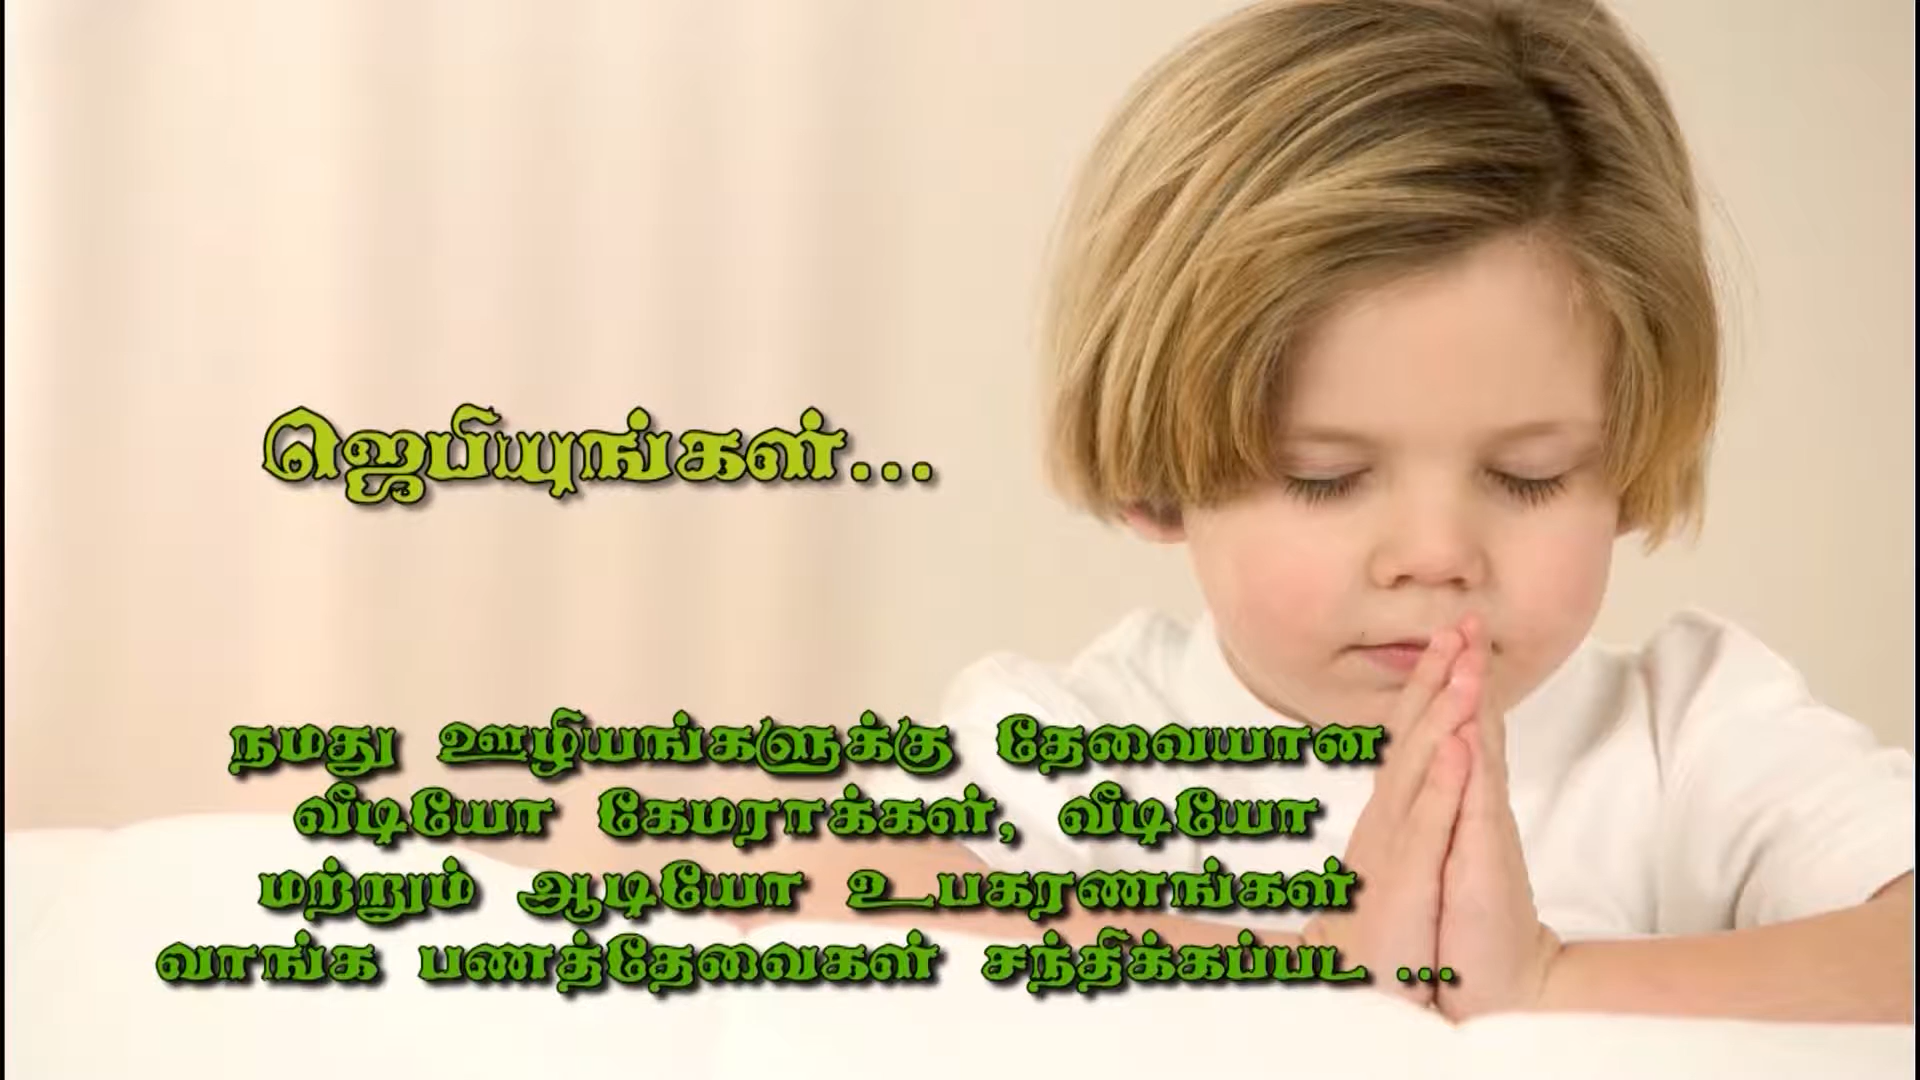 ஜெபியுங்கள்...
நமது ஊழியங்களுக்கு தேவையான
வீடியோ கேமராக்கள், வீடியோ
மற்றும் ஆடியோ உபகரணங்கள்
வாங்க பணத்தேவைகள் சந்திக்கப்பட ...